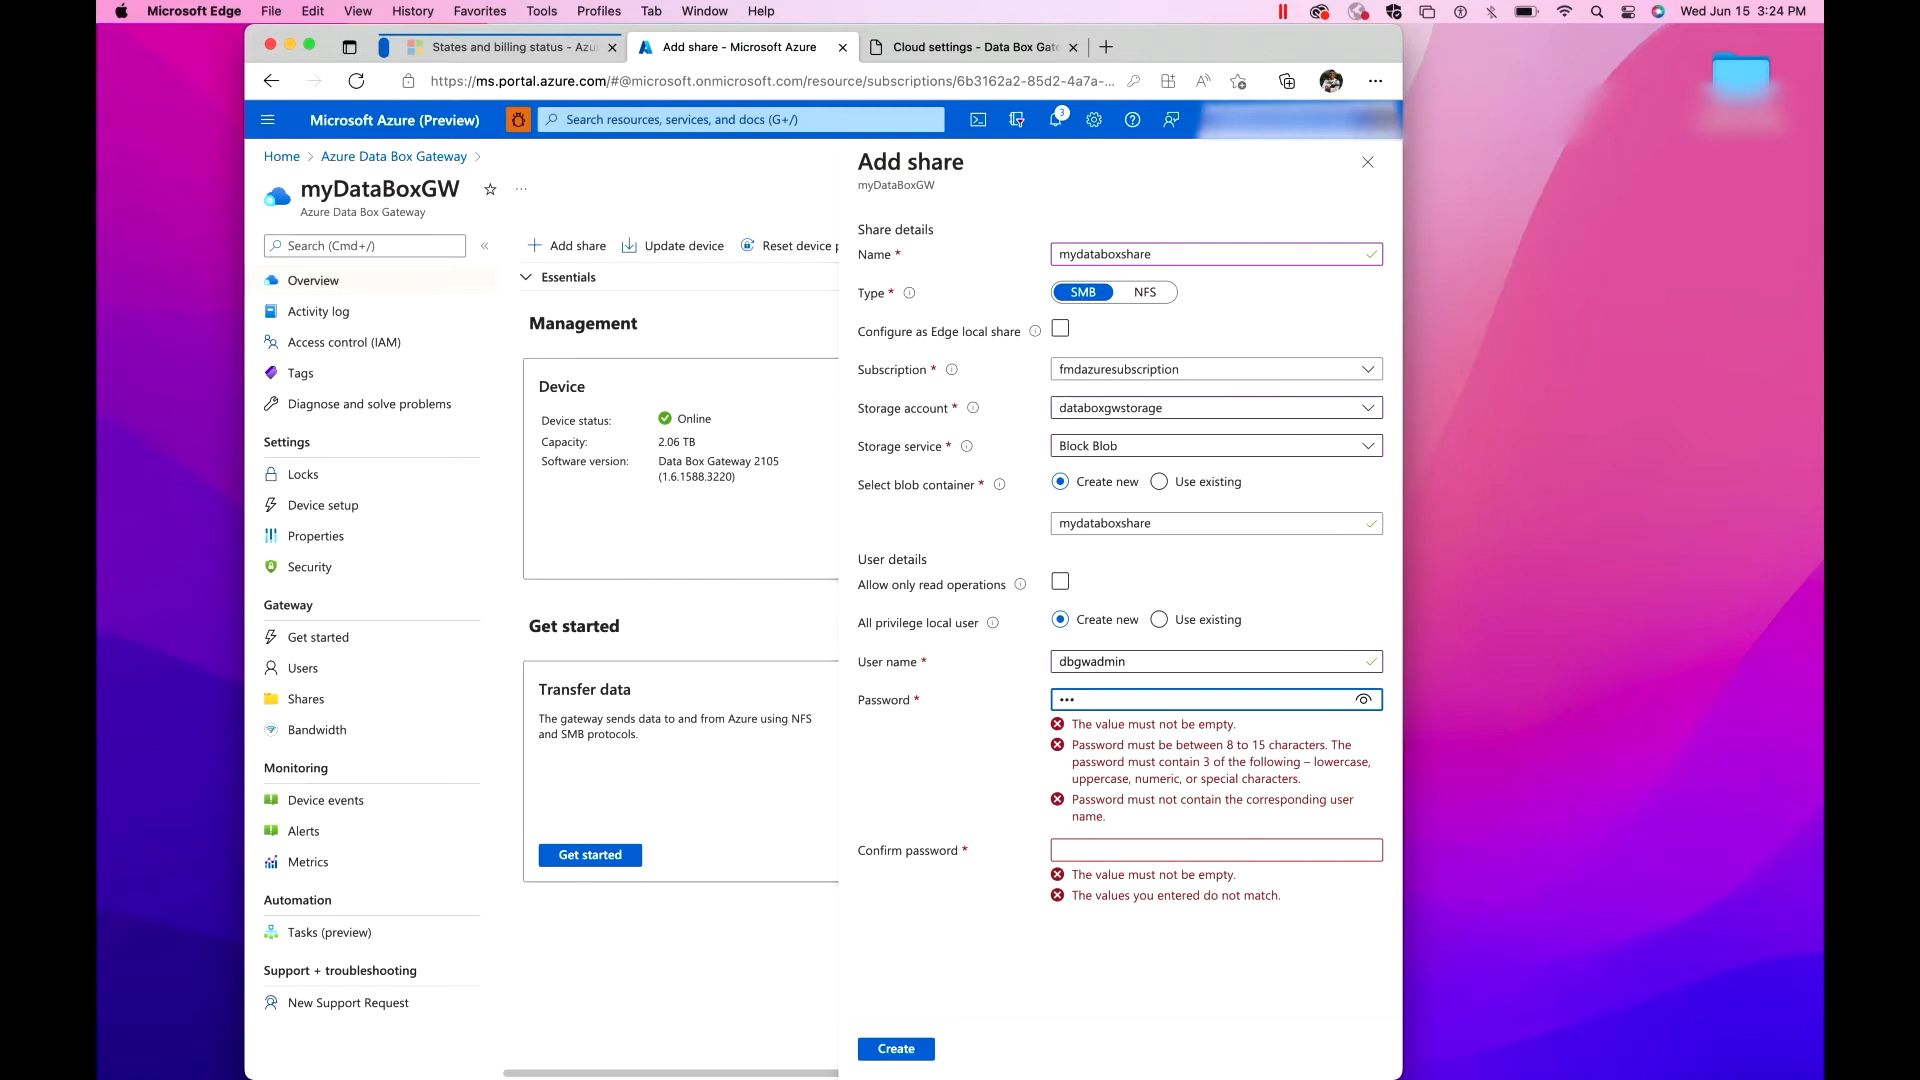 Microsoft Edge File Edit View History Favorites Tools Profiles Tab Window Help Wed Jun 15 3:24 PM
States and billing status - Azu
Add share - Microsoft Azure
Cloud settings - Data Box Gate
https://ms.portal.azure.com/#@microsoft.onmicrosoft.com/resource/subscriptions/6b3162a2-85d2-4a7a-...
Microsoft Azure (Preview)
Search resources, services, and docs (G+/)
3
Home > Azure Data Box Gateway >
myDataBoxGW
Azure Data Box Gateway
Search (Cmd+/)
Overview
Activity log
Access control (IAM)
Tags
Diagnose and solve problems
Settings
Locks
Device setup
Properties
Security
Gateway
Get started
Users
Shares
Bandwidth
Monitoring
Device events
Alerts
Metrics
Automation
Tasks (preview)
Support + troubleshooting
New Support Request
Add share Update device Reset device p
Essentials
Management
Device
Device status: Online
Capacity: 2.06 TB
Software version: Data Box Gateway 2105
(1.6.1588.3220)
Get started
Transfer data
The gateway sends data to and from Azure using NFS
and SMB protocols.
Get started
Add share
myDataBoxGW
Share details
Name * mydataboxshare
Type * SMB NFS
Configure as Edge local share
Subscription * fmdazuresubscription
Storage account * databoxgwstorage
Storage service * Block Blob
Select blob container * Create new Use existing
mydataboxshare
User details
Allow only read operations
All privilege local user Create new Use existing
User name * dbgwadmin
Password * •••
The value must not be empty.
Password must be between 8 to 15 characters. The
password must contain 3 of the following – lowercase,
uppercase, numeric, or special characters.
Password must not contain the corresponding user
name.
Confirm password *
The value must not be empty.
The values you entered do not match.
Create